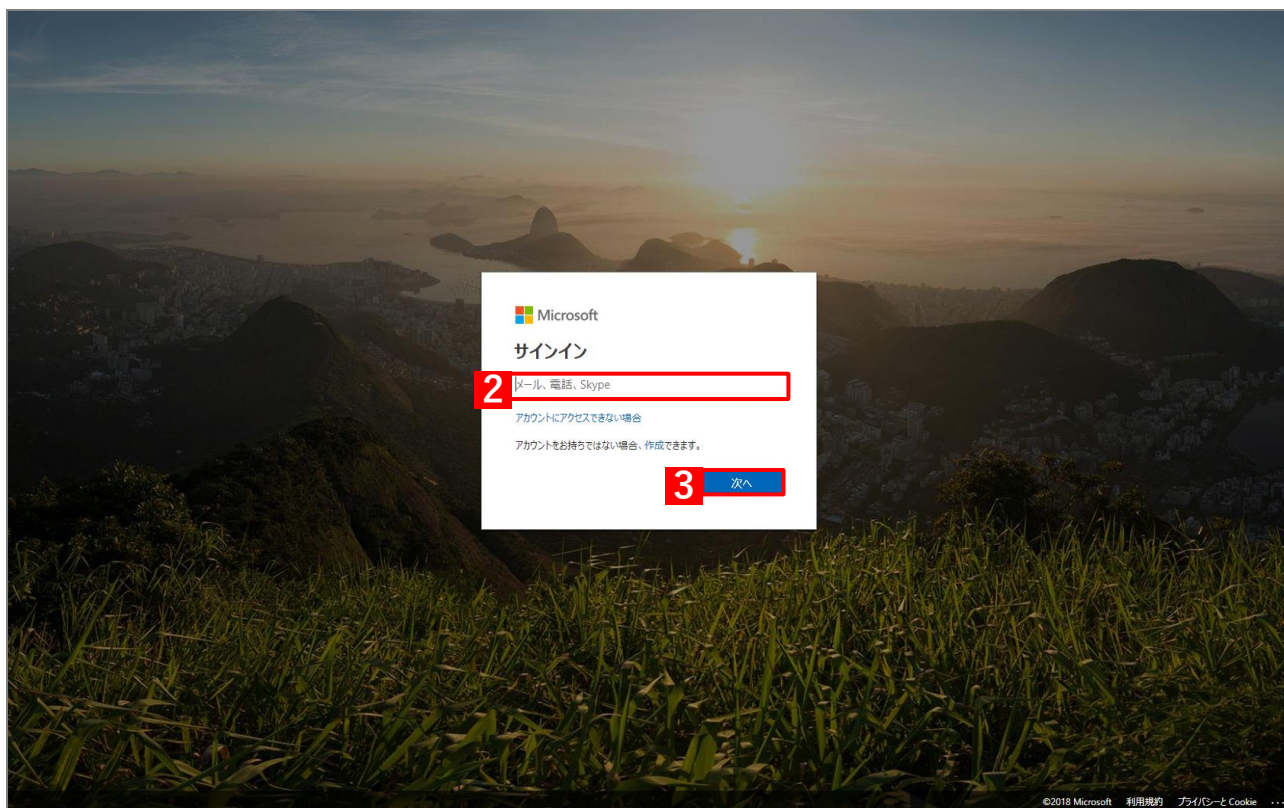 Microsoft
サインイン
2 メール、電話、Skype
アカウントにアクセスできない場合
アカウントをお持ちではない場合、作成できます。
3 次へ
©2018 Microsoft 利用規約 プライバシーと Cookie ...